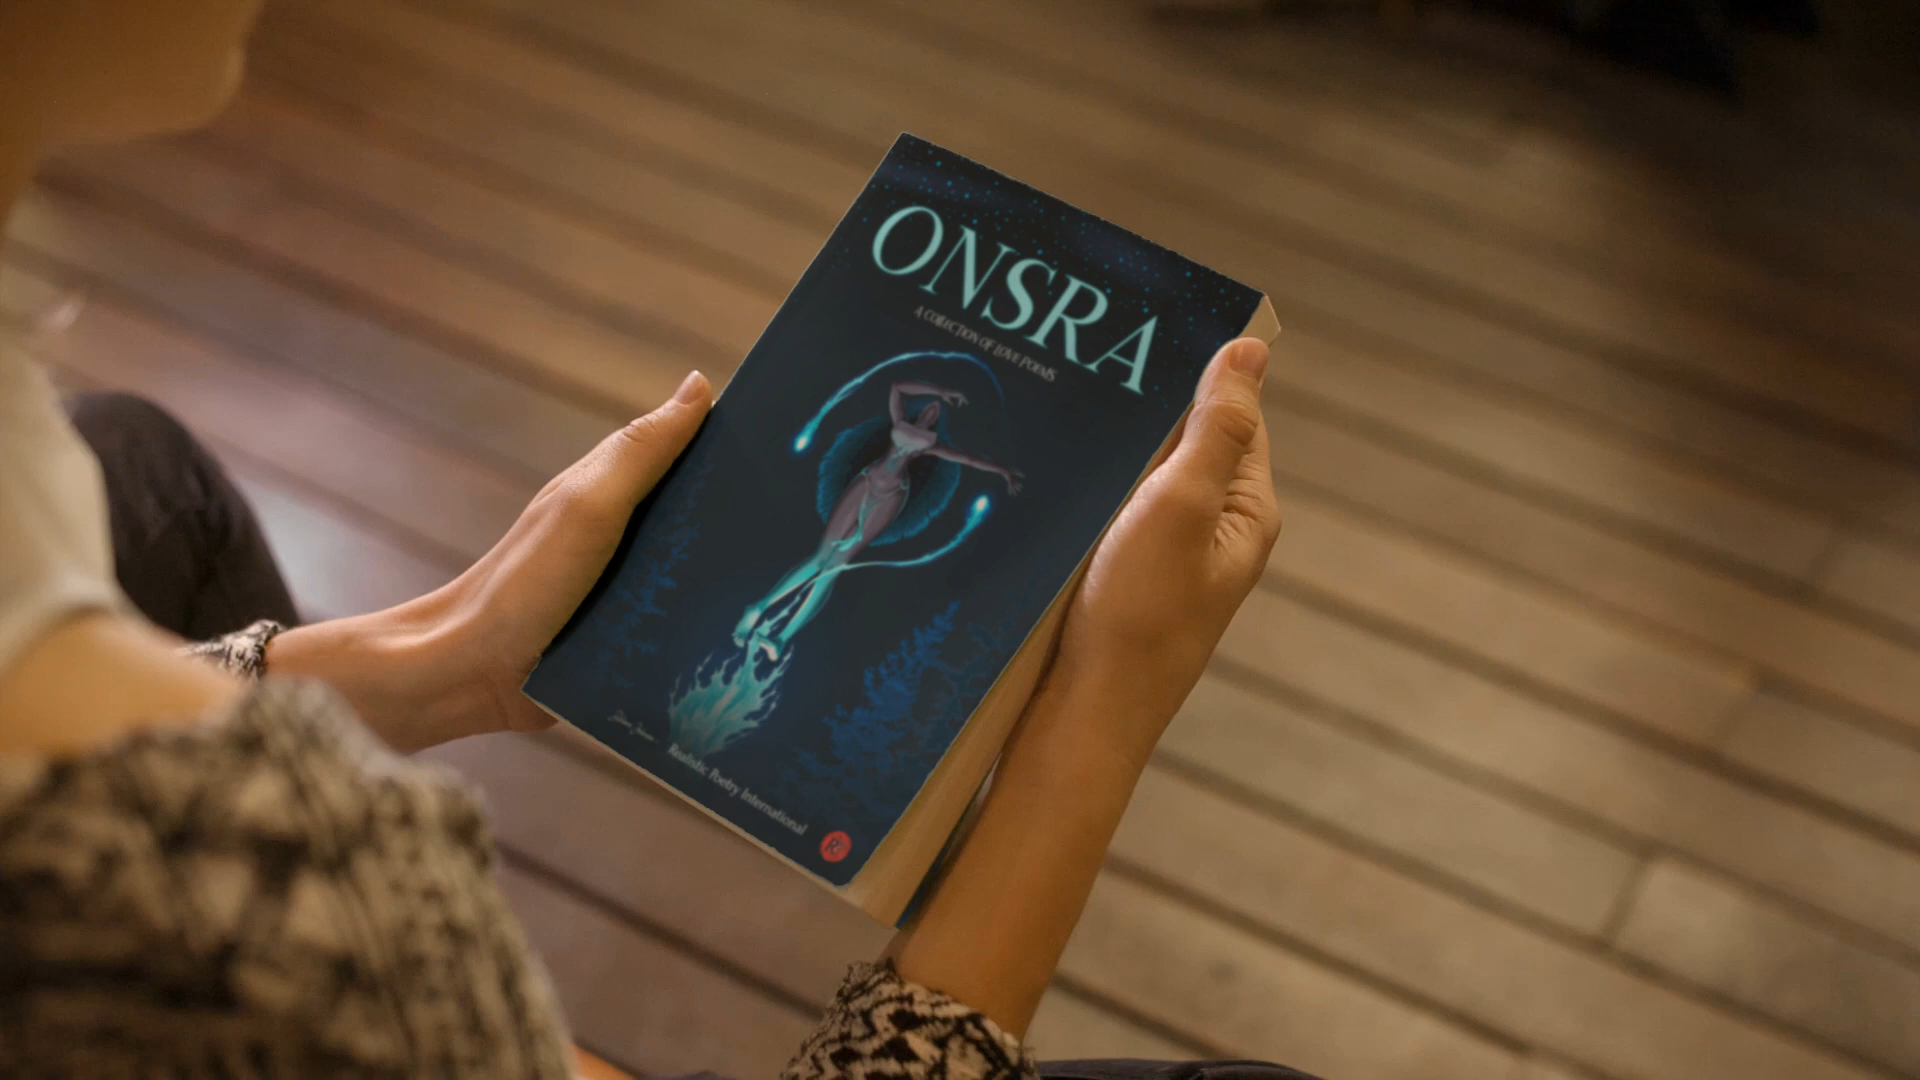 ONSRA
A COLLECTION OF LOVE POEMS
Realistic Poetry International